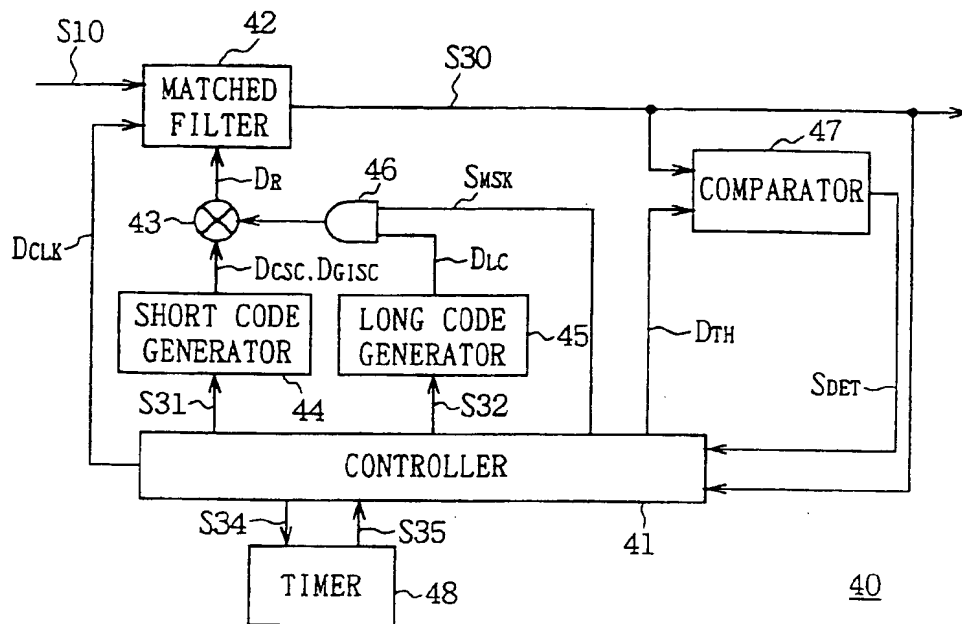 S10
42
S30
MATCHED
FILTER
47
COMPARATOR
DR
46
SMSK
43
DCLK
DCSC.DGISC
DLC
SHORT CODE
GENERATOR
LONG CODE
GENERATOR
45
DTH
SDET
S31
44
S32
CONTROLLER
S34
S35
41
TIMER
48
40